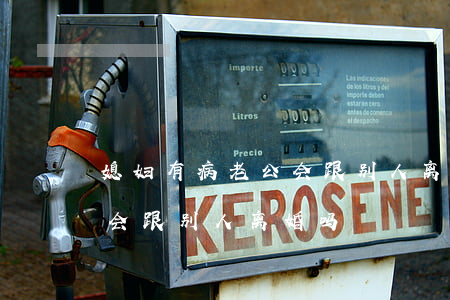 Importe
000
Las indicaciones
de los litros y del
importe deben
estar en cero
antes de comenzar
el despacho
Litros
000
Precio
媳妇有病老公会跟别人离
会跟别人离婚吗
KEROSENE